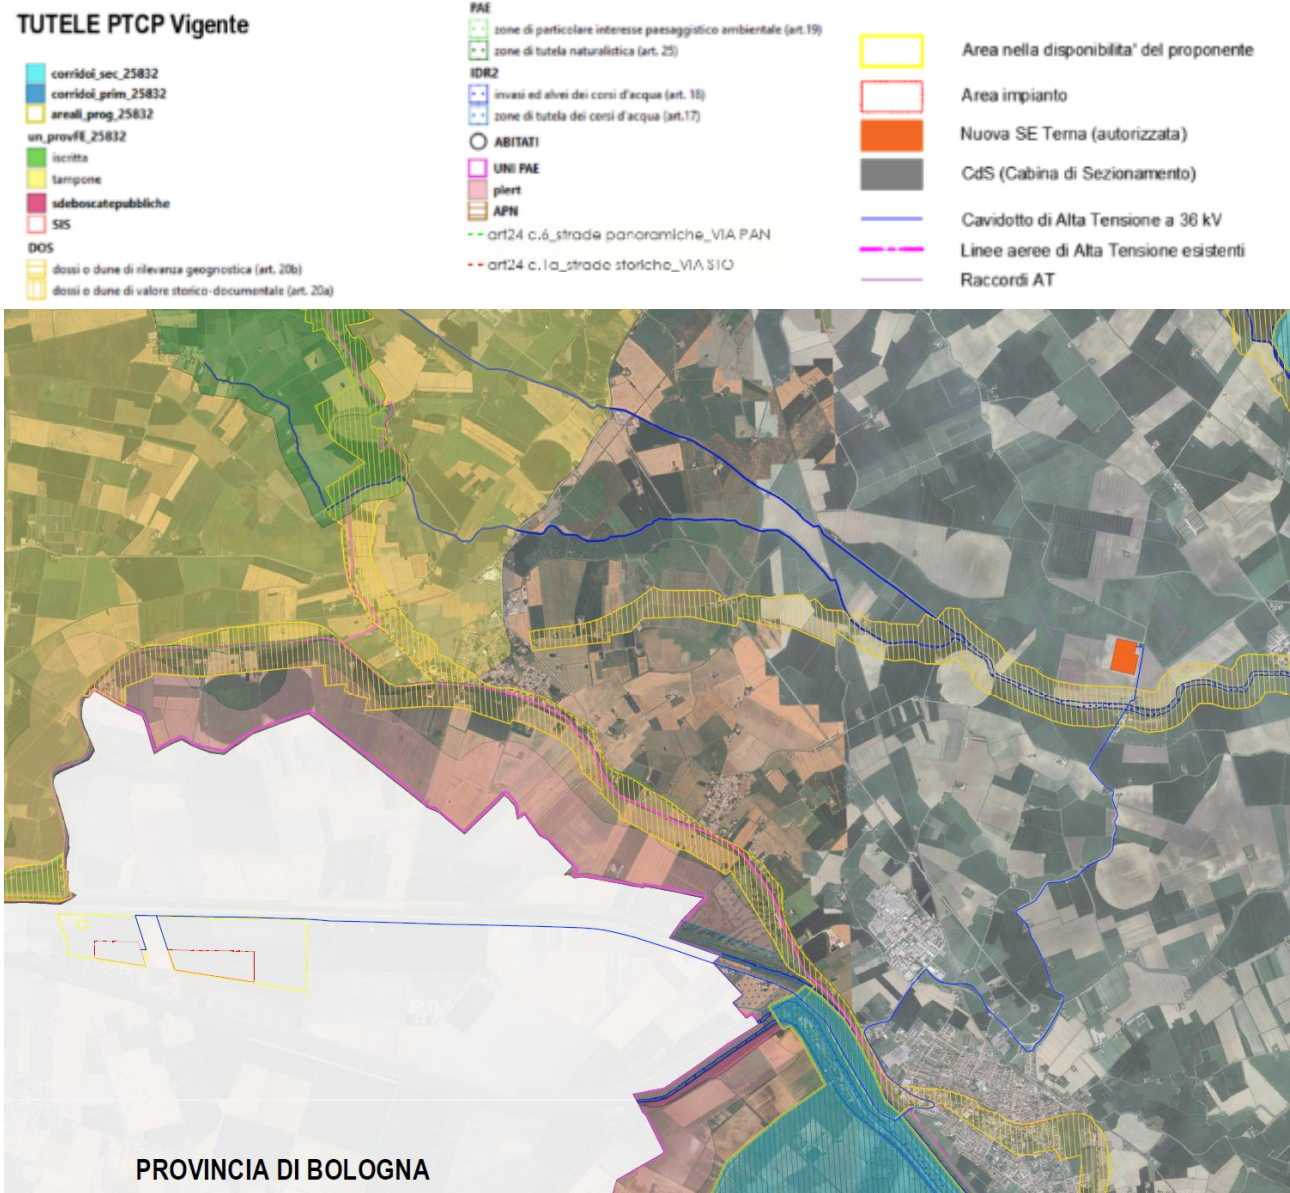 TUTELE PTCP Vigente
corridoi_sec_25832
corridoi_prim_25832
areali_prog_25832
un_provFE_25832
iscritta
tampone
sdeboscatepubbliche
SIS
DOS
dossi o dune di rilevanza geognostica (art. 20b)
dossi o dune di valore storico-documentale (art. 20a)
PAE
zone di particolare interesse paesaggistico ambientale (art.19)
zone di tutela naturalistica (art. 25)
IDR2
invasi ed alvei dei corsi d'acqua (art. 18)
zone di tutela dei corsi d'acqua (art.17)
ABITATI
UNI PAE
plert
APN
art24 c.6_strade panoramiche_VIA PAN
art24 c.1a_strade storiche_VIA STO
Area nella disponibilita' del proponente
Area impianto
Nuova SE Terna (autorizzata)
CdS (Cabina di Sezionamento)
Cavidotto di Alta Tensione a 36 kV
Linee aeree di Alta Tensione esistenti
Raccordi AT
PROVINCIA DI BOLOGNA